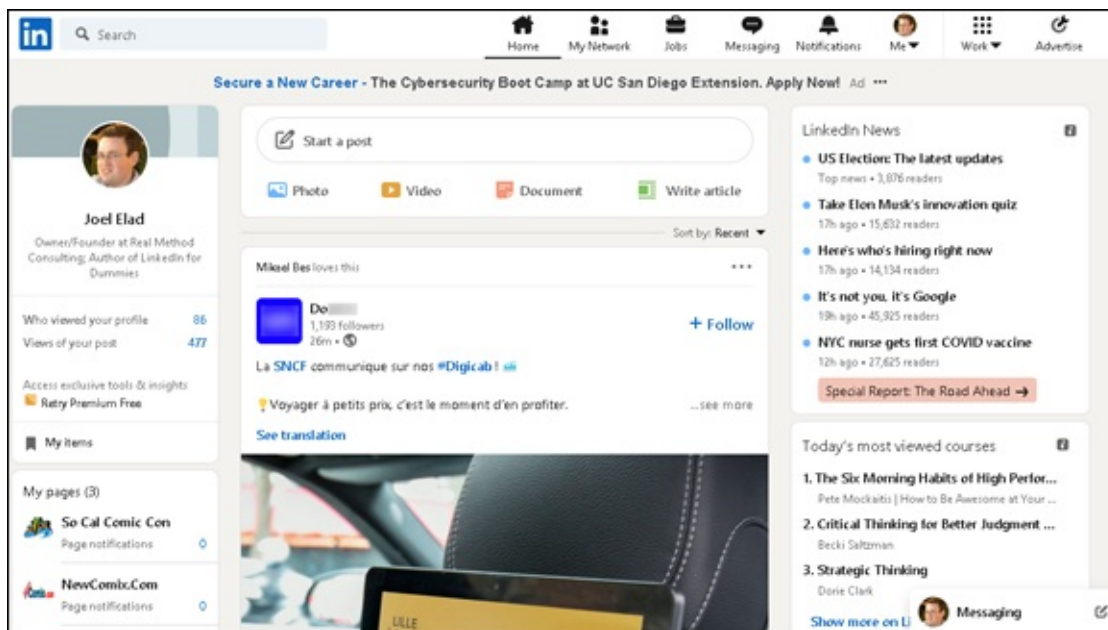 in
Search
Home
My Network
Jobs
Messaging
Notifications
Me
Work
Advertise
Secure a New Career - The Cybersecurity Boot Camp at UC San Diego Extension. Apply Now! Ad
Joel Elad
Owner/Founder at Real Method
Consulting; Author of LinkedIn for
Dummies
Who viewed your profile 86
Views of your post 477
Access exclusive tools & insights
Retry Premium Free
My items
My pages (3)
So Cal Comic Con
Page notifications 0
NewComix.Com
Page notifications 0
Start a post
Photo
Video
Document
Write article
Sort by: Recent
Mikael Bes loves this
Do
1,193 followers
26m •
+ Follow
La SNCF communique sur nos #Digicab !
Voyager à petits prix, c'est le moment d'en profiter.
...see more
See translation
LILLE
LinkedIn News
US Election: The latest updates
Top news • 3,876 readers
Take Elon Musk's innovation quiz
17h ago • 15,632 readers
Here's who's hiring right now
17h ago • 14,134 readers
It's not you, it's Google
19h ago • 45,925 readers
NYC nurse gets first COVID vaccine
12h ago • 27,625 readers
Special Report: The Road Ahead →
Today's most viewed courses
1. The Six Morning Habits of High Perfor...
Pete Mockaitis | How to Be Awesome at Your ...
2. Critical Thinking for Better Judgment ...
Becki Saltzman
3. Strategic Thinking
Dorie Clark
Show more on Li
Messaging